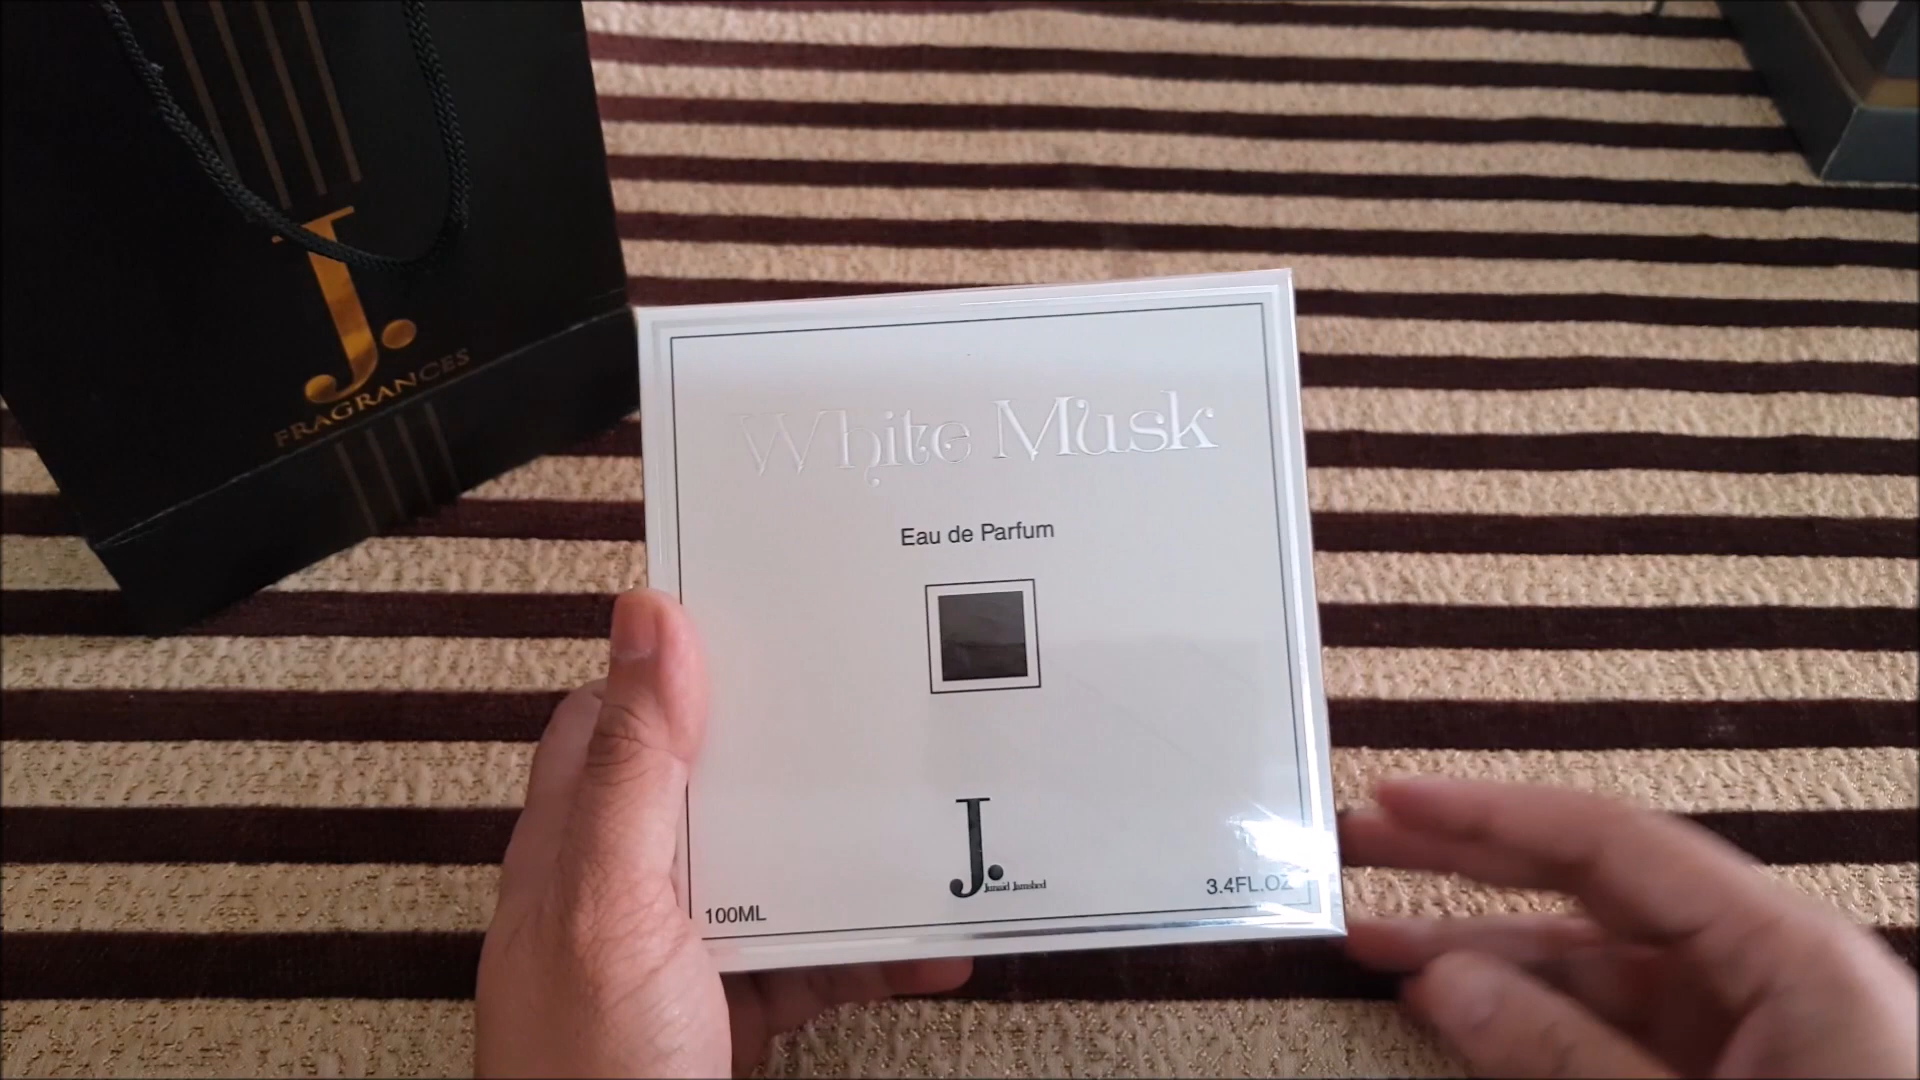 J.
FRAGRANCES
White Musk
Eau de Parfum
J.
Junaid Jamshed
100ML
3.4FL.OZ